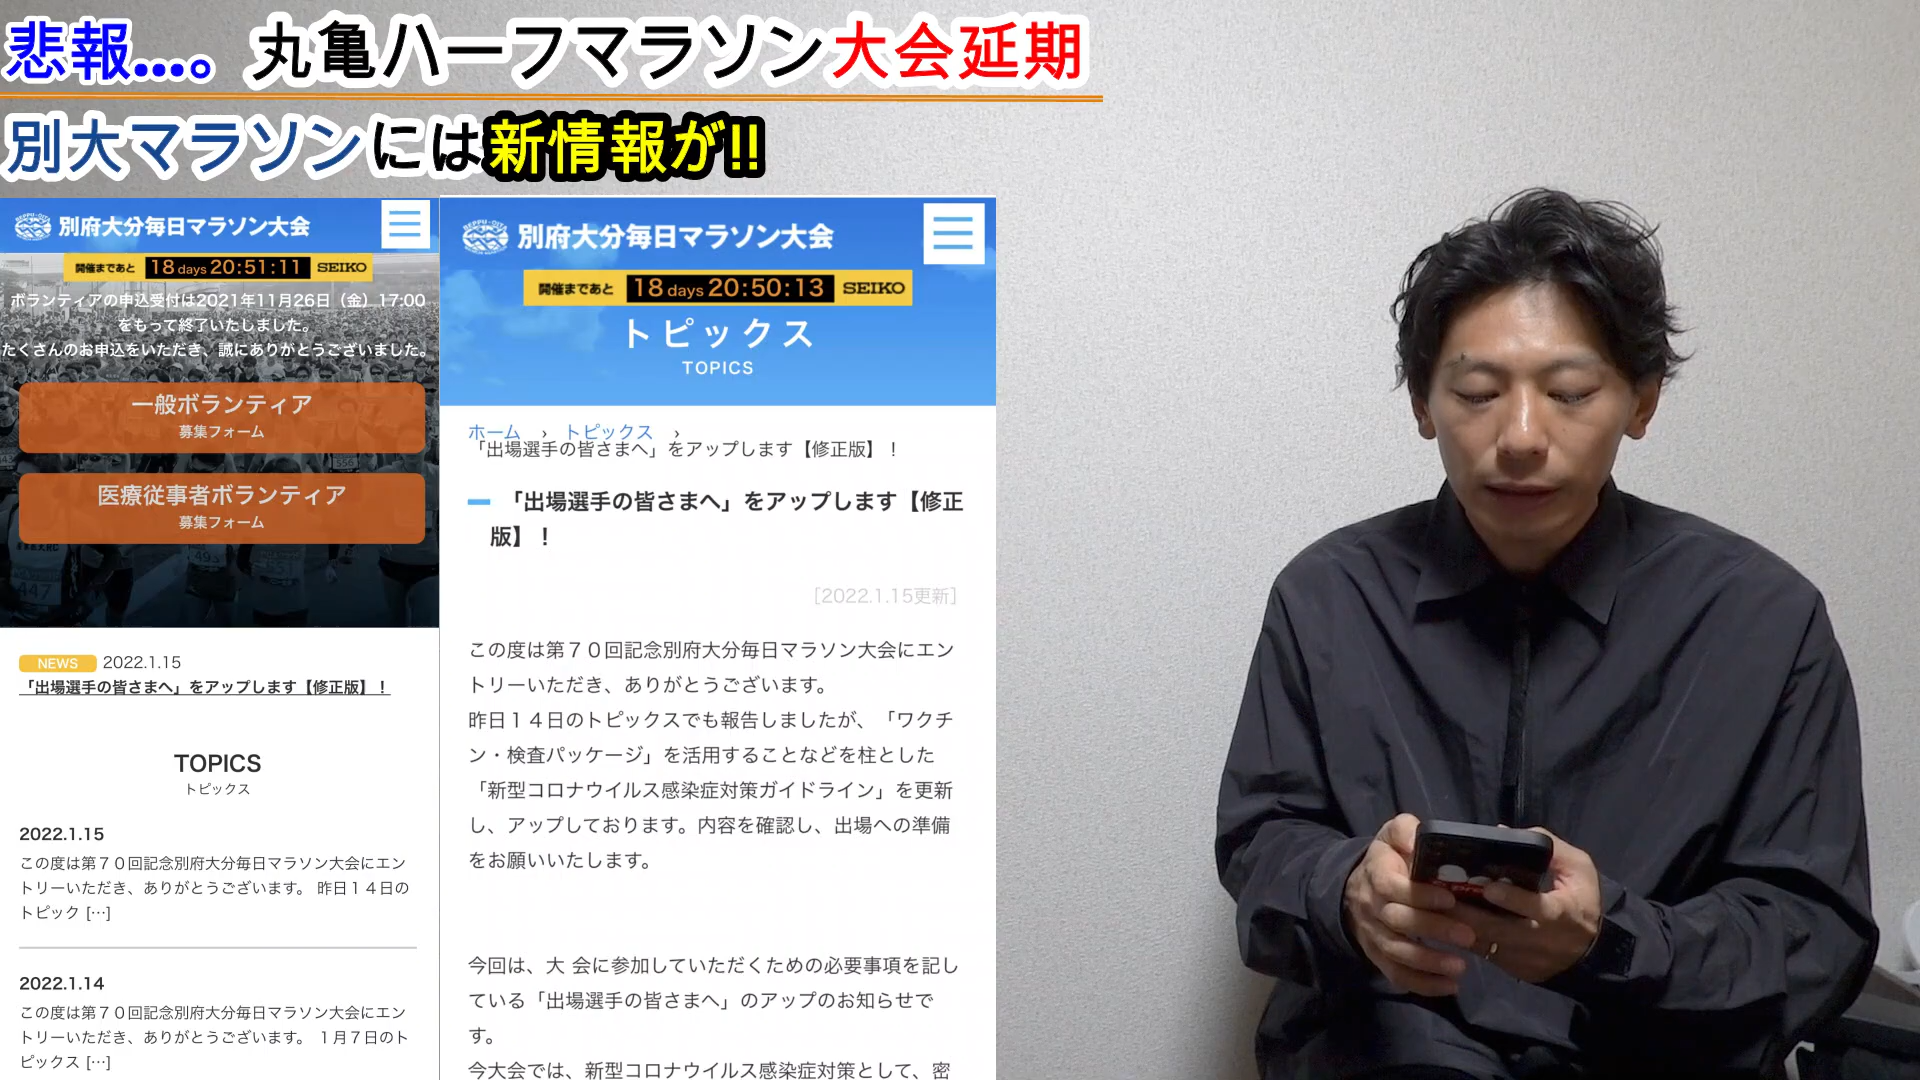 悲報...。丸亀ハーフマラソン大会延期
別大マラソンには新情報が!!
別府大分毎日マラソン大会
開催まであと 18 days 20:51:11 SEIKO
ボランティアの申込受付は2021年11月26日（金）17:00
をもって終了いたしました。
たくさんのお申込をいただき、誠にありがとうございました。
一般ボランティア
募集フォーム
医療従事者ボランティア
募集フォーム
NEWS 2022.1.15
「出場選手の皆さまへ」をアップします【修正版】！
TOPICS
トピックス
2022.1.15
この度は第７０回記念別府大分毎日マラソン大会にエン
トリーいただき、ありがとうございます。 昨日１４日の
トピック […]
2022.1.14
この度は第７０回記念別府大分毎日マラソン大会にエン
トリーいただき、ありがとうございます。 １月７日のト
ピックス […]
別府大分毎日マラソン大会
開催まであと 18 days 20:50:13 SEIKO
トピックス
TOPICS
ホーム › トピックス ›
「出場選手の皆さまへ」をアップします【修正版】！
「出場選手の皆さまへ」をアップします【修正
版】！
[2022.1.15更新]
この度は第７０回記念別府大分毎日マラソン大会にエン
トリーいただき、ありがとうございます。
昨日１４日のトピックスでも報告しましたが、「ワクチ
ン・検査パッケージ」を活用することなどを柱とした
「新型コロナウイルス感染症対策ガイドライン」を更新
し、アップしております。内容を確認し、出場への準備
をお願いいたします。
今回は、大 会に参加していただくための必要事項を記し
ている「出場選手の皆さまへ」のアップのお知らせで
す。
今大会では、新型コロナウイルス感染症対策として、密